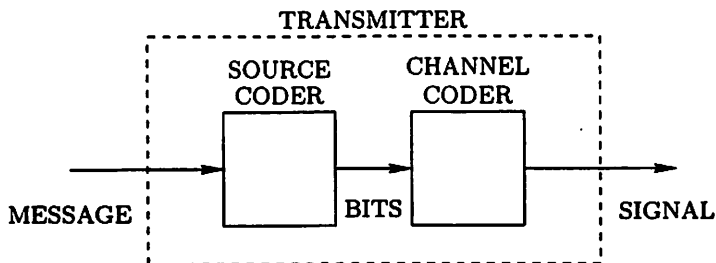 TRANSMITTER
SOURCE
CODER
CHANNEL
CODER
MESSAGE
BITS
SIGNAL